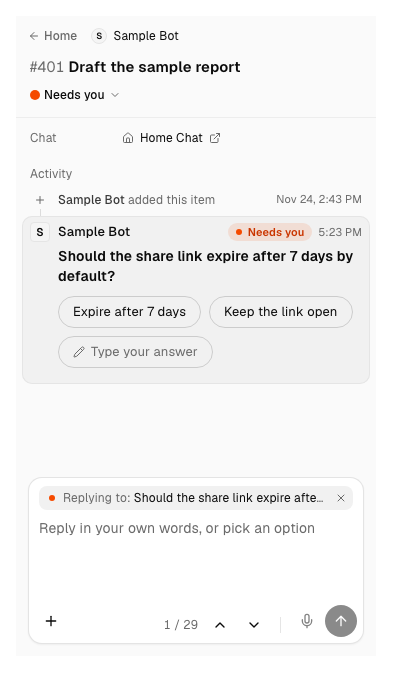 Home S Sample Bot
#401 Draft the sample report
Needs you
Chat Home Chat
Activity
Sample Bot added this item Nov 24, 2:43 PM
S Sample Bot Needs you 5:23 PM
Should the share link expire after 7 days by
default?
Expire after 7 days Keep the link open
Type your answer
Replying to: Should the share link expire afte…
Reply in your own words, or pick an option
1 / 29